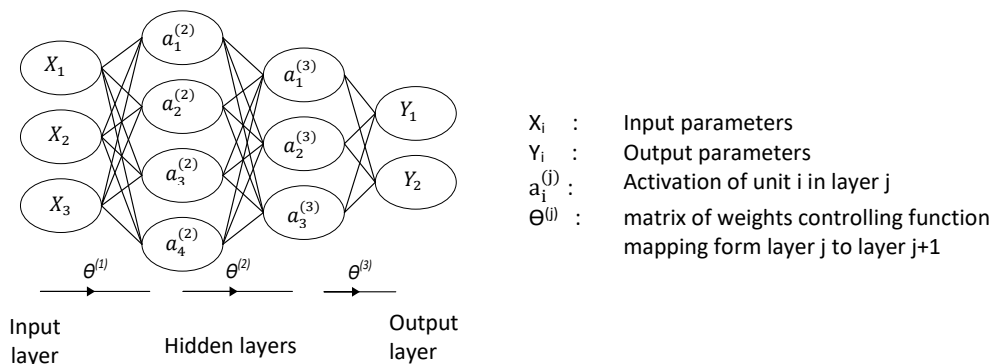 X₁
X₂
X₃
a₁⁽²⁾
a₂⁽²⁾
a₃⁽²⁾
a₄⁽²⁾
a₁⁽³⁾
a₂⁽³⁾
a₃⁽³⁾
Y₁
Y₂
Θ⁽¹⁾
Θ⁽²⁾
Θ⁽³⁾
Input
layer
Hidden layers
Output
layer
Xᵢ : Input parameters
Yᵢ : Output parameters
aᵢ⁽ʲ⁾ : Activation of unit i in layer j
Θ⁽ʲ⁾ : matrix of weights controlling function
mapping form layer j to layer j+1